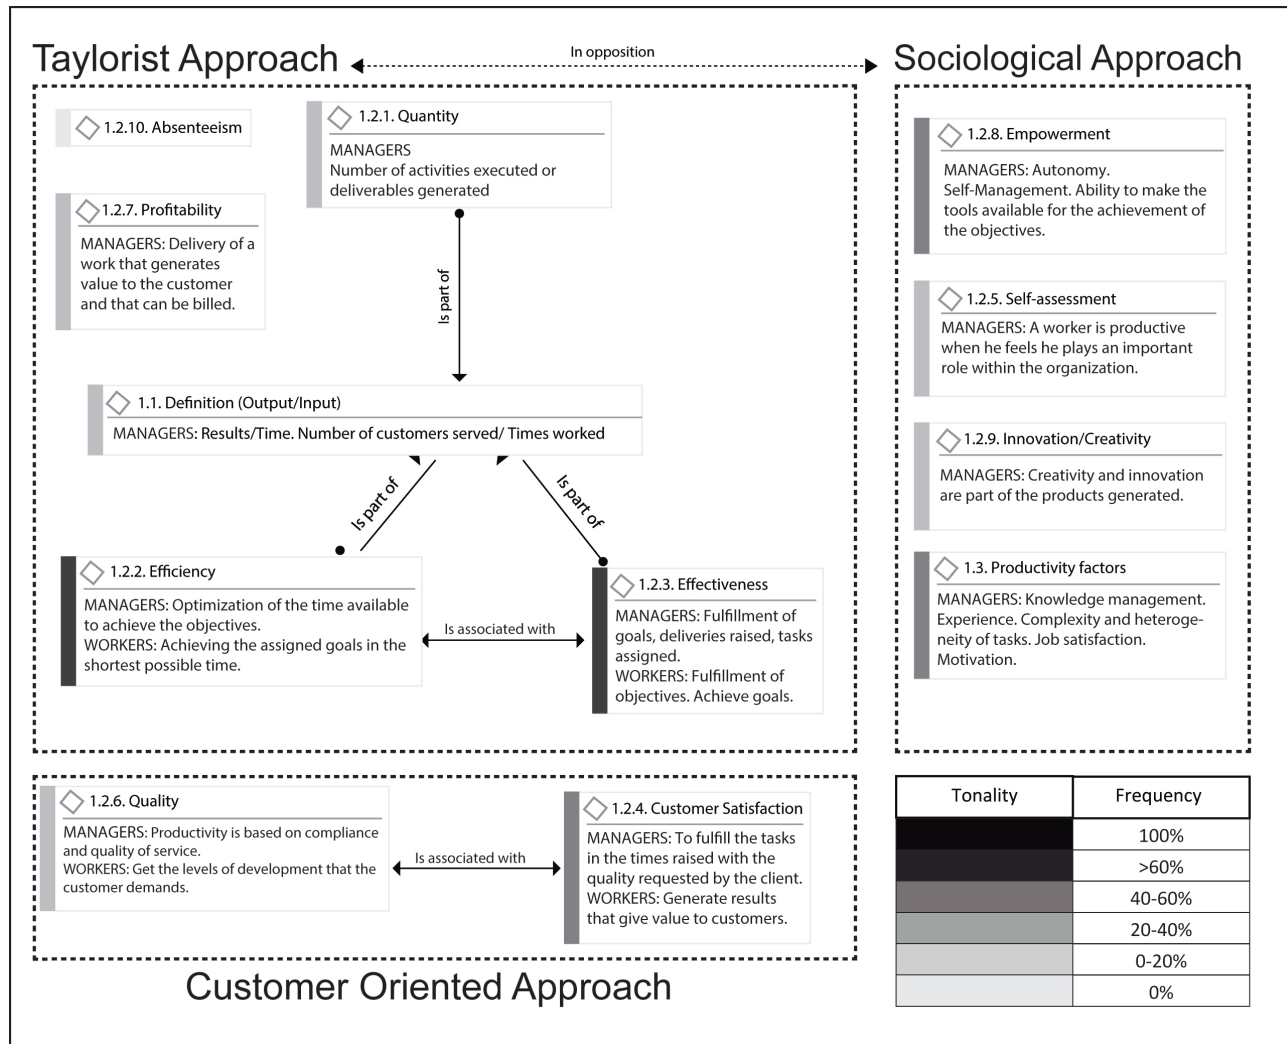 Taylorist Approach
In opposition
Sociological Approach
1.2.10. Absenteeism
1.2.1. Quantity
MANAGERS
Number of activities executed or
deliverables generated
1.2.7. Profitability
MANAGERS: Delivery of a
work that generates
value to the customer
and that can be billed.
Is part of
1.1. Definition (Output/Input)
MANAGERS: Results/Time. Number of customers served/ Times worked
Is part of
Is part of
1.2.2. Efficiency
MANAGERS: Optimization of the time available
to achieve the objectives.
WORKERS: Achieving the assigned goals in the
shortest possible time.
Is associated with
1.2.3. Effectiveness
MANAGERS: Fulfillment of
goals, deliveries raised, tasks
assigned.
WORKERS: Fulfillment of
objectives. Achieve goals.
1.2.8. Empowerment
MANAGERS: Autonomy.
Self-Management. Ability to make the
tools available for the achievement of
the objectives.
1.2.5. Self-assessment
MANAGERS: A worker is productive
when he feels he plays an important
role within the organization.
1.2.9. Innovation/Creativity
MANAGERS: Creativity and innovation
are part of the products generated.
1.3. Productivity factors
MANAGERS: Knowledge management.
Experience. Complexity and heteroge-
neity of tasks. Job satisfaction.
Motivation.
1.2.6. Quality
MANAGERS: Productivity is based on compliance
and quality of service.
WORKERS: Get the levels of development that the
customer demands.
Is associated with
1.2.4. Customer Satisfaction
MANAGERS: To fulfill the tasks
in the times raised with the
quality requested by the client.
WORKERS: Generate results
that give value to customers.
Customer Oriented Approach
Tonality Frequency
100%
>60%
40-60%
20-40%
0-20%
0%